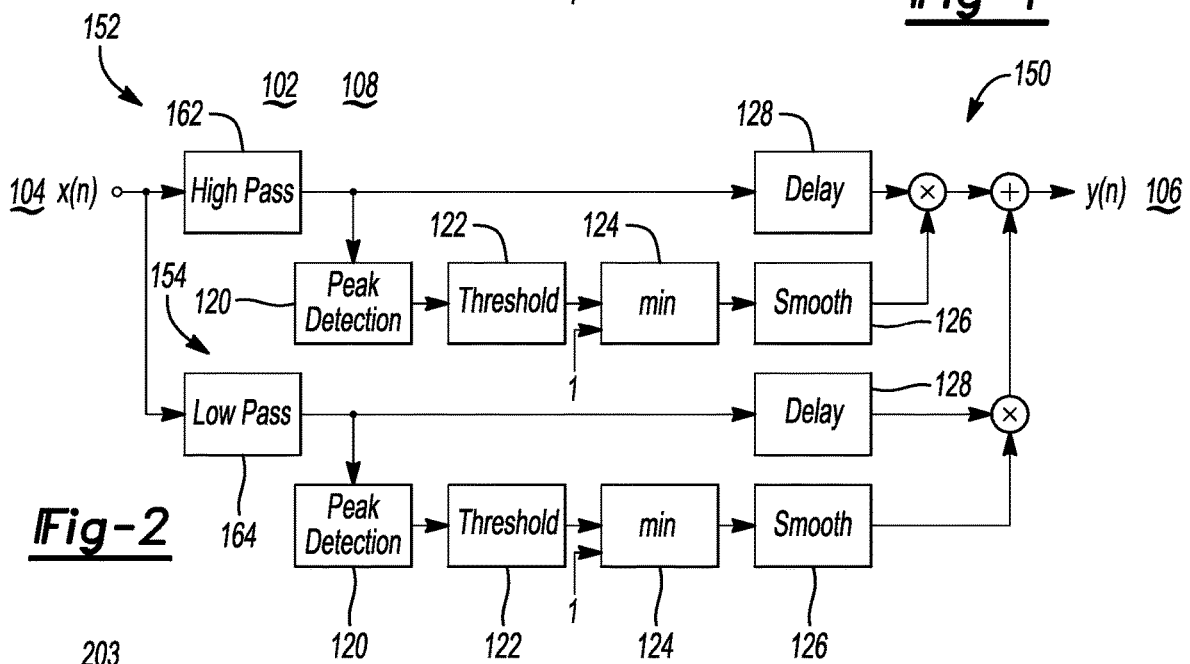 152
150
102 108
162
128
104 x(n)
High Pass
Delay
×
+
y(n) 106
122
124
154
120
Peak
Detection
Threshold
min
Smooth
126
1
128
Low Pass
Delay
×
Fig-2
164
Peak
Detection
Threshold
min
Smooth
1
120
122
124
126
203